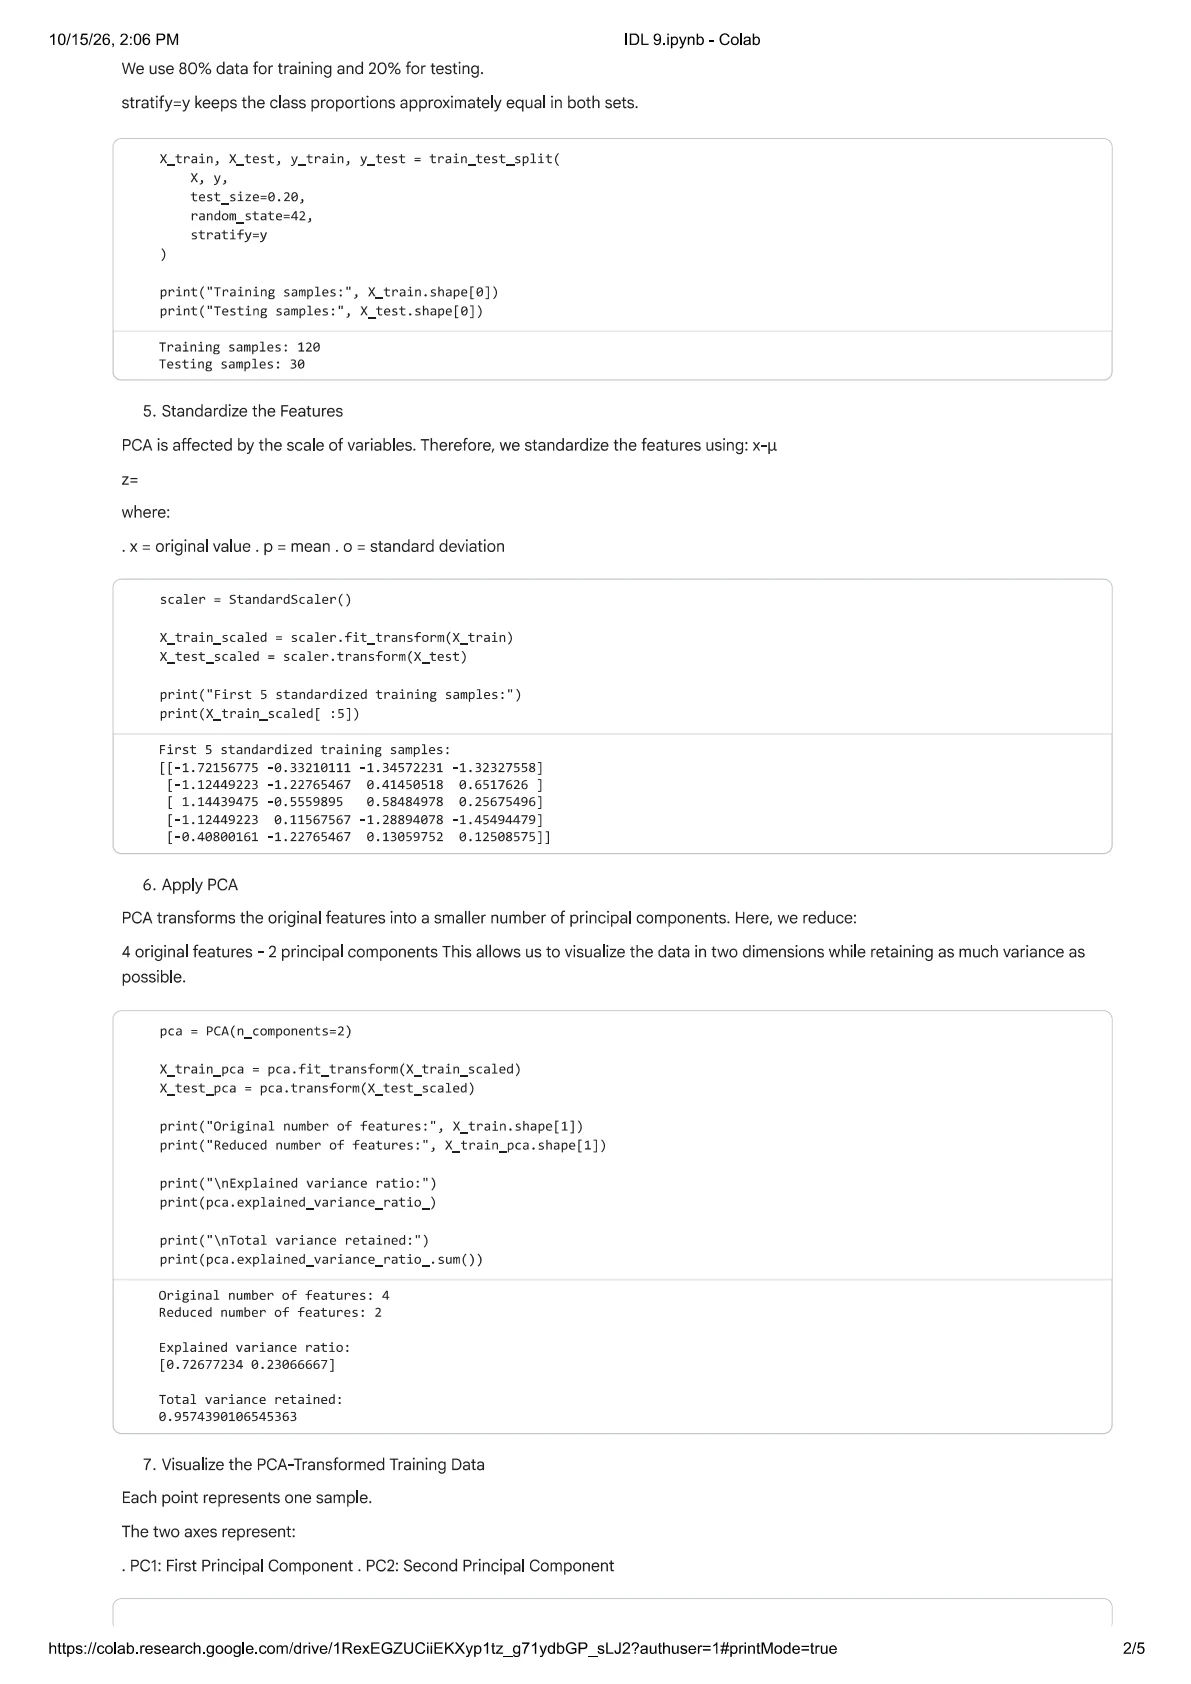 10/15/26, 2:06 PM IDL 9.ipynb - Colab
We use 80% data for training and 20% for testing.
stratify=y keeps the class proportions approximately equal in both sets.
X_train, X_test, y_train, y_test = train_test_split(
    X, y,
    test_size=0.20,
    random_state=42,
    stratify=y
)
print("Training samples:", X_train.shape[0])
print("Testing samples:", X_test.shape[0])
Training samples: 120
Testing samples: 30
5. Standardize the Features
PCA is affected by the scale of variables. Therefore, we standardize the features using: x-μ
z=
where:
. x = original value . p = mean . o = standard deviation
scaler = StandardScaler()
X_train_scaled = scaler.fit_transform(X_train)
X_test_scaled = scaler.transform(X_test)
print("First 5 standardized training samples:")
print(X_train_scaled[ :5])
First 5 standardized training samples:
[[-1.72156775 -0.33210111 -1.34572231 -1.32327558]
 [-1.12449223 -1.22765467  0.41450518  0.6517626 ]
 [ 1.14439475 -0.5559895   0.58484978  0.25675496]
 [-1.12449223  0.11567567 -1.28894078 -1.45494479]
 [-0.40800161 -1.22765467  0.13059752  0.12508575]]
6. Apply PCA
PCA transforms the original features into a smaller number of principal components. Here, we reduce:
4 original features - 2 principal components This allows us to visualize the data in two dimensions while retaining as much variance as
possible.
pca = PCA(n_components=2)
X_train_pca = pca.fit_transform(X_train_scaled)
X_test_pca = pca.transform(X_test_scaled)
print("Original number of features:", X_train.shape[1])
print("Reduced number of features:", X_train_pca.shape[1])
print("\nExplained variance ratio:")
print(pca.explained_variance_ratio_)
print("\nTotal variance retained:")
print(pca.explained_variance_ratio_.sum())
Original number of features: 4
Reduced number of features: 2
Explained variance ratio:
[0.72677234 0.23066667]
Total variance retained:
0.9574390106545363
7. Visualize the PCA-Transformed Training Data
Each point represents one sample.
The two axes represent:
. PC1: First Principal Component . PC2: Second Principal Component
https://colab.research.google.com/drive/1RexEGZUCiiEKXyp1tz_g71ydbGP_sLJ2?authuser=1#printMode=true 2/5